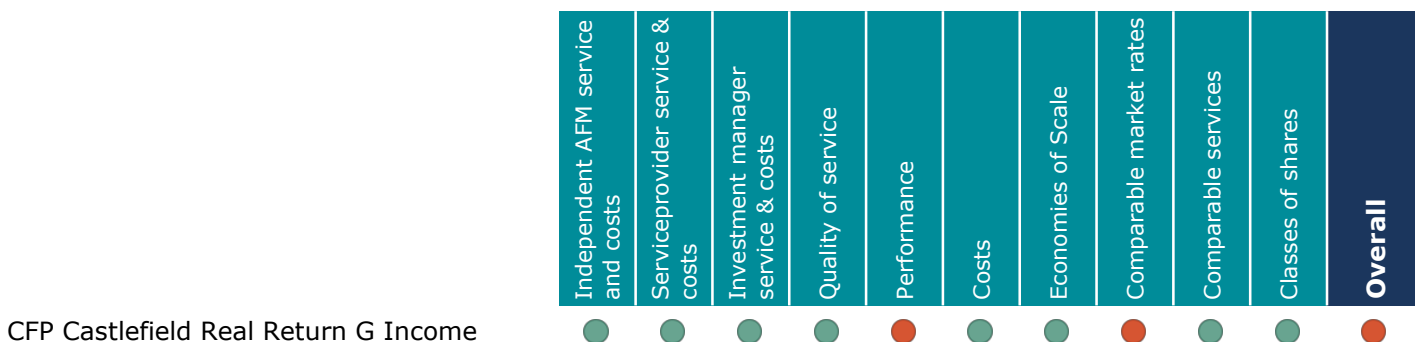 Independent AFM service
and costs
Serviceprovider service &
costs
Investment manager
service & costs
Quality of service
Performance
Costs
Economies of Scale
Comparable market rates
Comparable services
Classes of shares
Overall
CFP Castlefield Real Return G Income